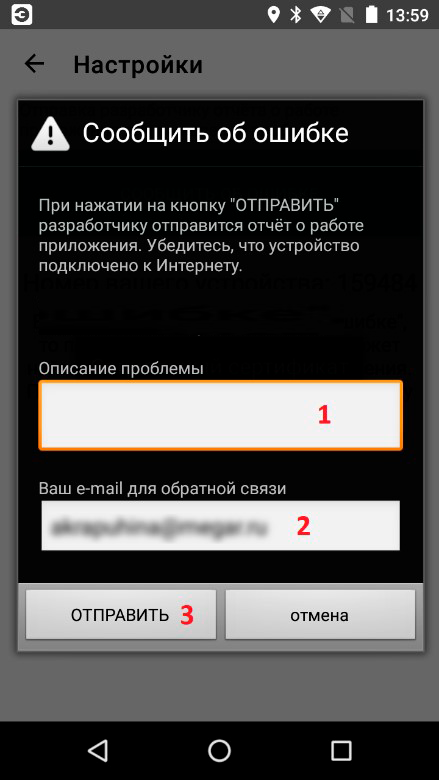 13:59
Настройки
Сообщить об ошибке
При нажатии на кнопку "ОТПРАВИТЬ"
разработчику отправится отчёт о работе
приложения. Убедитесь, что устройство
подключено к Интернету.
Описание проблемы
1
Ваш e-mail для обратной связи
2
ОТПРАВИТЬ 3 отмена